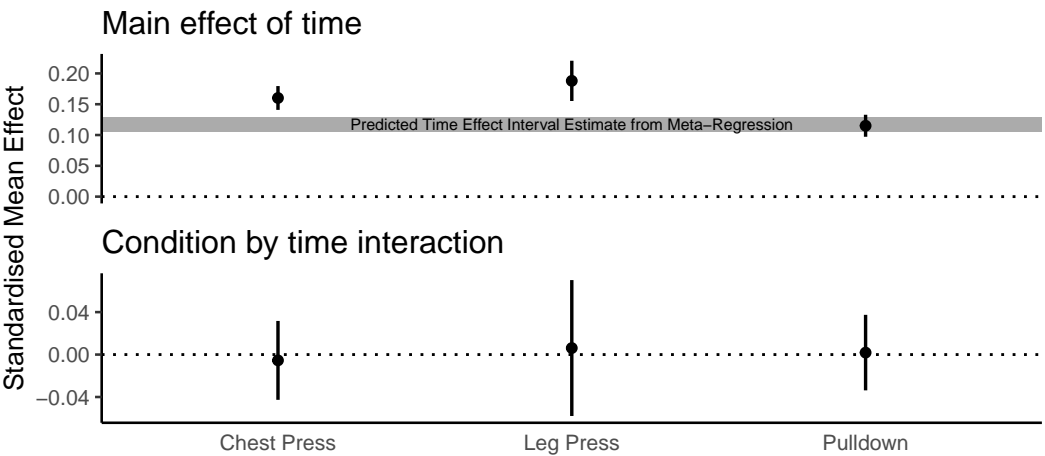 Main effect of time
Standardised Mean Effect
0.20
0.15
0.10
0.05
0.00
Predicted Time Effect Interval Estimate from Meta−Regression
Condition by time interaction
0.04
0.00
−0.04
Chest Press
Leg Press
Pulldown